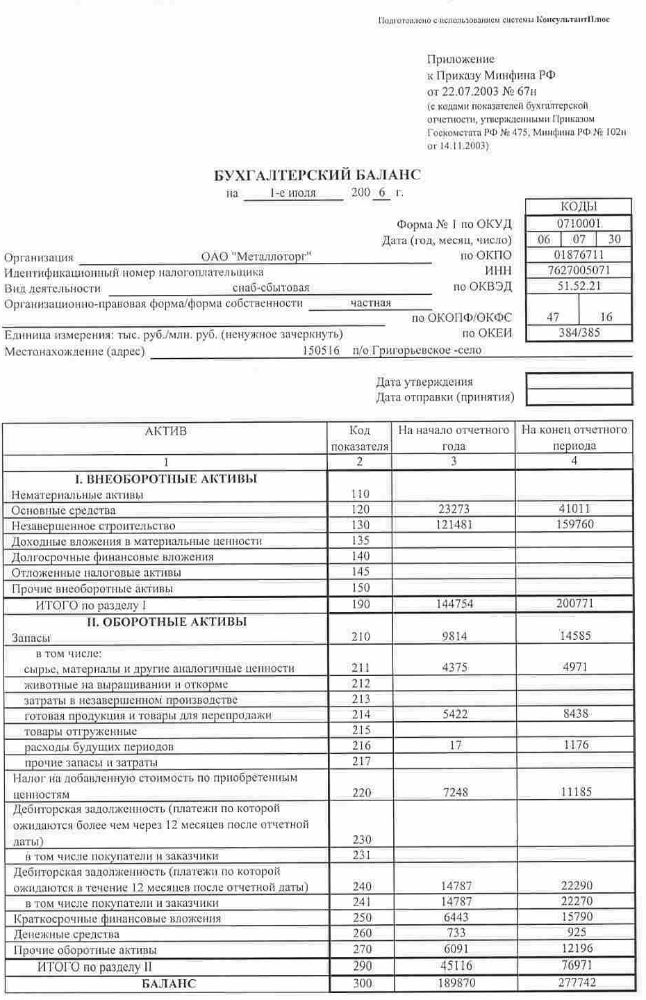 Подготовлено с использованием системы КонсультантПлюс
Приложение
к Приказу Минфина РФ
от 22.07.2003 № 67н
(с кодами показателей бухгалтерской
отчетности, утвержденными Приказом
Госкомстата РФ № 475, Минфина РФ № 102н
от 14.11.2003)
БУХГАЛТЕРСКИЙ БАЛАНС
на 1-е июля 200 6 г.
КОДЫ
Форма № 1 по ОКУД 0710001
Дата (год, месяц, число) 06 07 30
Организация ОАО "Металлоторг" по ОКПО 01876711
Идентификационный номер налогоплательщика ИНН 7627005071
Вид деятельности снаб-сбытовая по ОКВЭД 51.52.21
Организационно-правовая форма/форма собственности частная
по ОКОПФ/ОКФС 47 16
Единица измерения: тыс. руб./млн. руб. (ненужное зачеркнуть) по ОКЕИ 384/385
Местонахождение (адрес) 150516 п/о Григорьевское -село
Дата утверждения
Дата отправки (принятия)
АКТИВ Код На начало отчетного На конец отчетного
показателя года периода
1 2 3 4
I. ВНЕОБОРОТНЫЕ АКТИВЫ
Нематериальные активы 110
Основные средства 120 23273 41011
Незавершенное строительство 130 121481 159760
Доходные вложения в материальные ценности 135
Долгосрочные финансовые вложения 140
Отложенные налоговые активы 145
Прочие внеоборотные активы 150
ИТОГО по разделу I 190 144754 200771
II. ОБОРОТНЫЕ АКТИВЫ
Запасы 210 9814 14585
в том числе:
сырье, материалы и другие аналогичные ценности 211 4375 4971
животные на выращивании и откорме 212
затраты в незавершенном производстве 213
готовая продукция и товары для перепродажи 214 5422 8438
товары отгруженные 215
расходы будущих периодов 216 17 1176
прочие запасы и затраты 217
Налог на добавленную стоимость по приобретенным
ценностям 220 7248 11185
Дебиторская задолженность (платежи по которой
ожидаются более чем через 12 месяцев после отчетной
даты) 230
в том числе покупатели и заказчики 231
Дебиторская задолженность (платежи по которой
ожидаются в течение 12 месяцев после отчетной даты) 240 14787 22290
в том числе покупатели и заказчики 241 14787 22270
Краткосрочные финансовые вложения 250 6443 15790
Денежные средства 260 733 925
Прочие оборотные активы 270 6091 12196
ИТОГО по разделу II 290 45116 76971
БАЛАНС 300 189870 277742